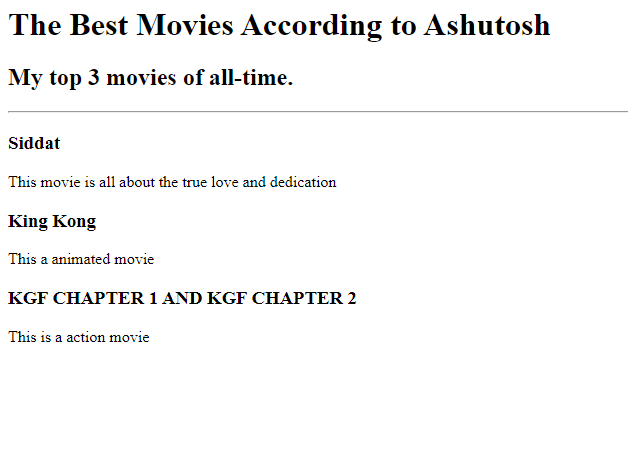 The Best Movies According to Ashutosh
My top 3 movies of all-time.
Siddat
This movie is all about the true love and dedication
King Kong
This a animated movie
KGF CHAPTER 1 AND KGF CHAPTER 2
This is a action movie